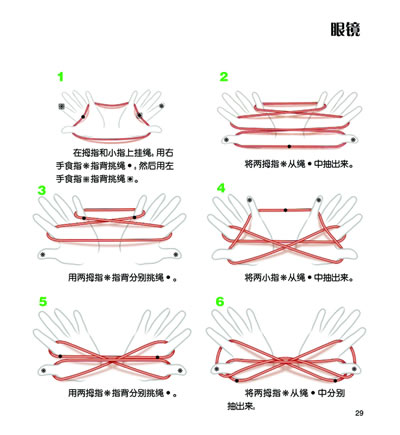 眼镜
1
2
在拇指和小指上挂绳,用右
手食指※指背挑绳●,然后用左
手食指◉指背挑绳◉。
将两拇指※从绳●中抽出来。
3
4
用两拇指※指背分别挑绳●。
将两小指※从绳●中抽出来。
5
6
用两拇指※指背分别挑绳●。
将两拇指※从绳●中分别
抽出来。
29